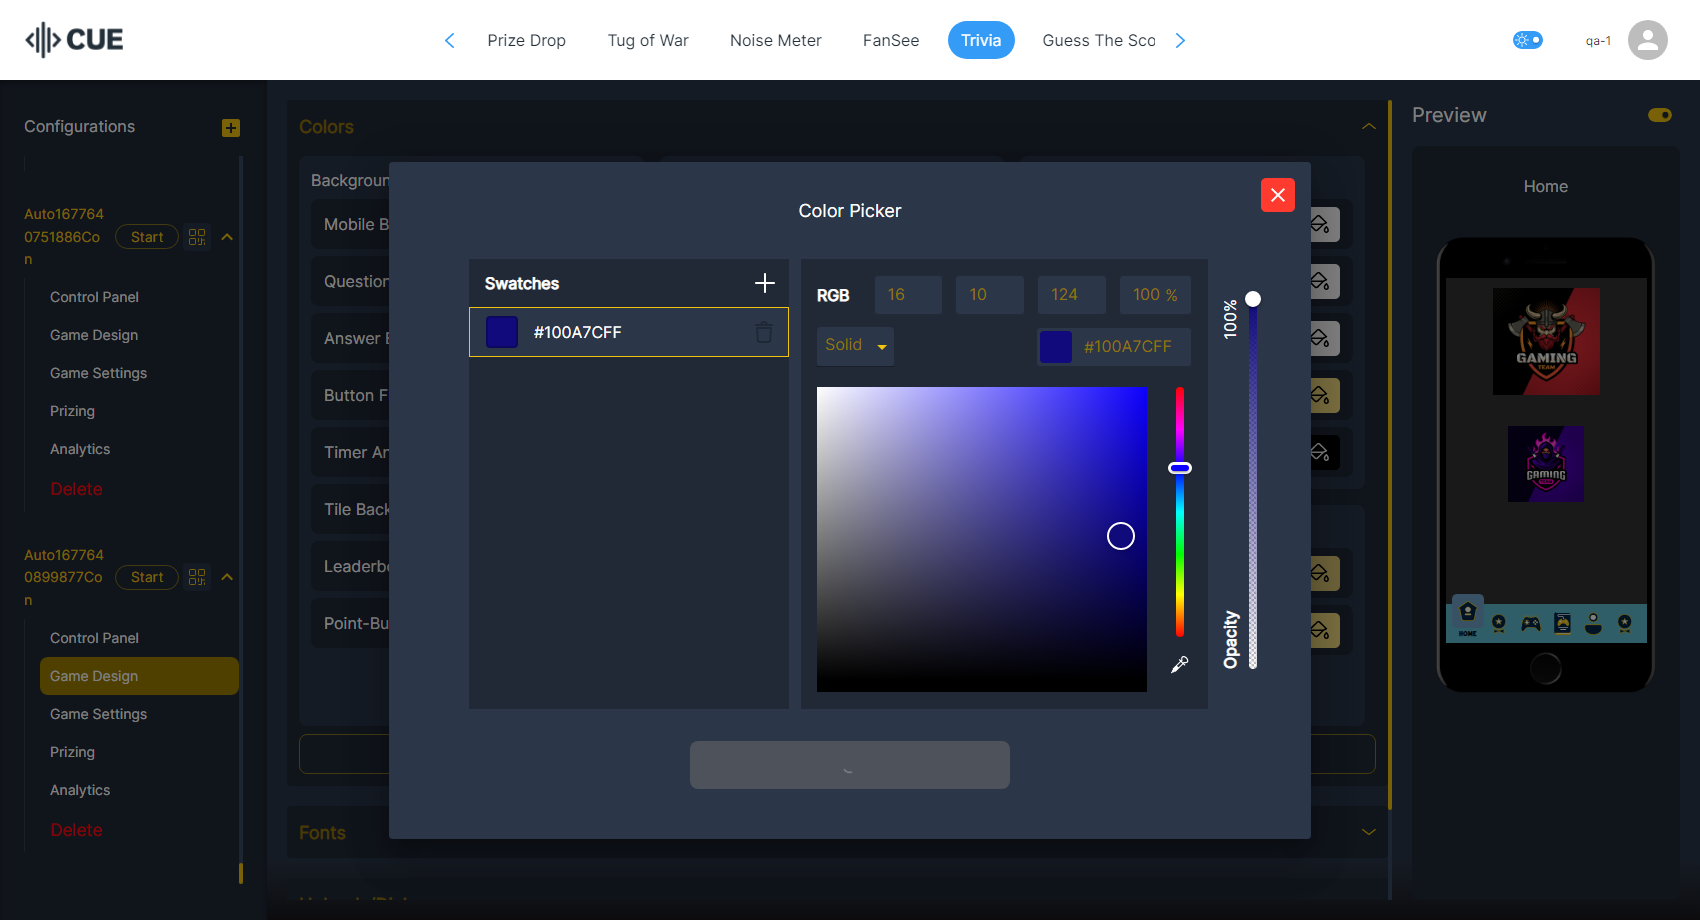 CUE
Prize Drop
Tug of War
Noise Meter
FanSee
Trivia
Guess The Sco
qa-1
Configurations
Auto167764
0751886Co
n
Start
Control Panel
Game Design
Game Settings
Prizing
Analytics
Delete
Auto167764
0899877Co
n
Start
Control Panel
Game Design
Game Settings
Prizing
Analytics
Delete
Colors
Backgroun
Mobile B
Question
Answer
Button F
Timer An
Tile Back
Leaderbo
Point-Bu
Fonts
Color Picker
Swatches
#100A7CFF
RGB
16
10
124
100 %
Solid
#100A7CFF
100%
Opacity
Preview
Home
GAMING
TEAM
GAMING
HOME